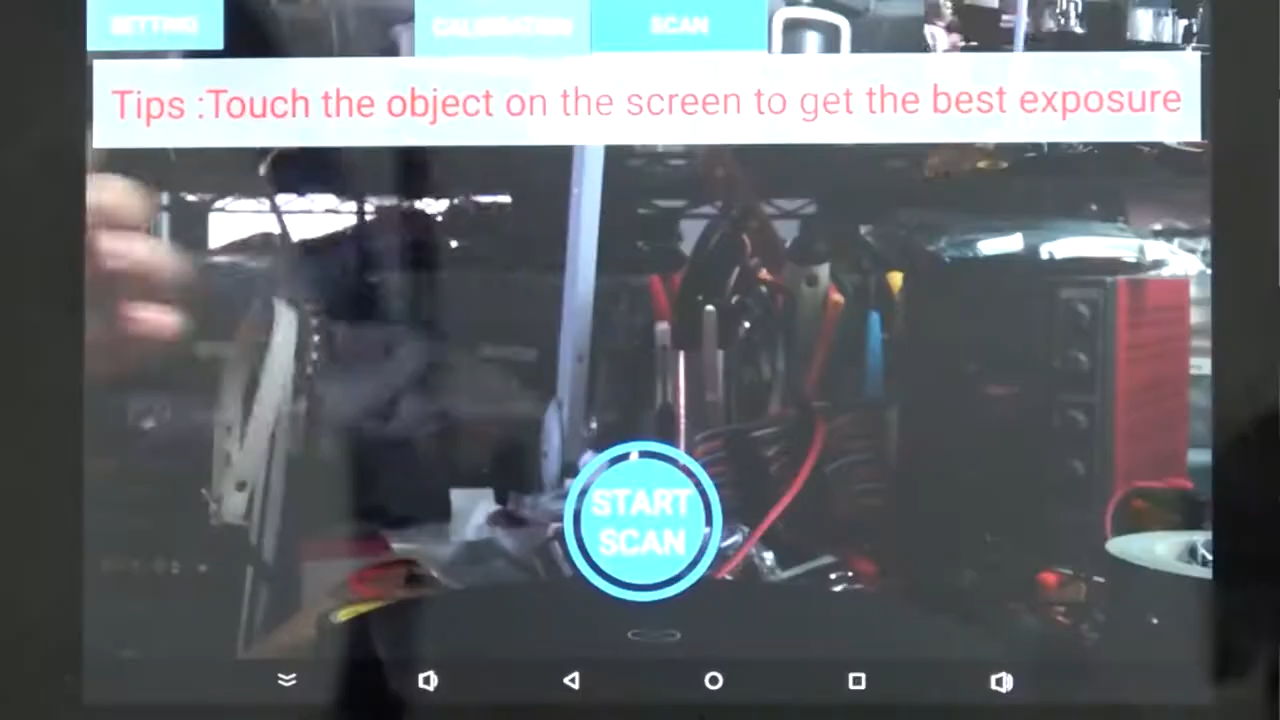 SETTING
CALIBRATION
SCAN
Tips :Touch the object on the screen to get the best exposure
START
SCAN